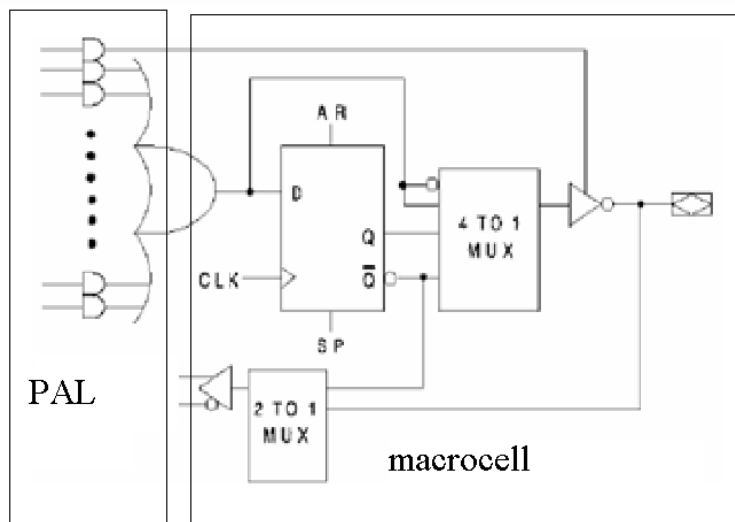 AR
D
Q
4 TO 1
MUX
CLK
Q̅
SP
PAL
2 TO 1
MUX
macrocell